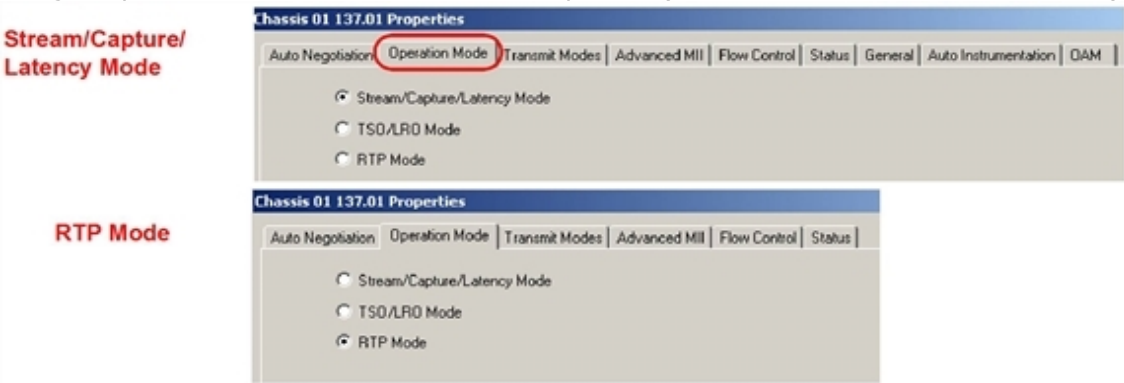 Stream/Capture/
Latency Mode
Chassis 01 137.01 Properties
Auto Negotiation Operation Mode Transmit Modes Advanced MII Flow Control Status General Auto Instrumentation OAM
Stream/Capture/Latency Mode
TSO/LRO Mode
RTP Mode
RTP Mode
Chassis 01 137.01 Properties
Auto Negotiation Operation Mode Transmit Modes Advanced MII Flow Control Status
Stream/Capture/Latency Mode
TSO/LRO Mode
RTP Mode